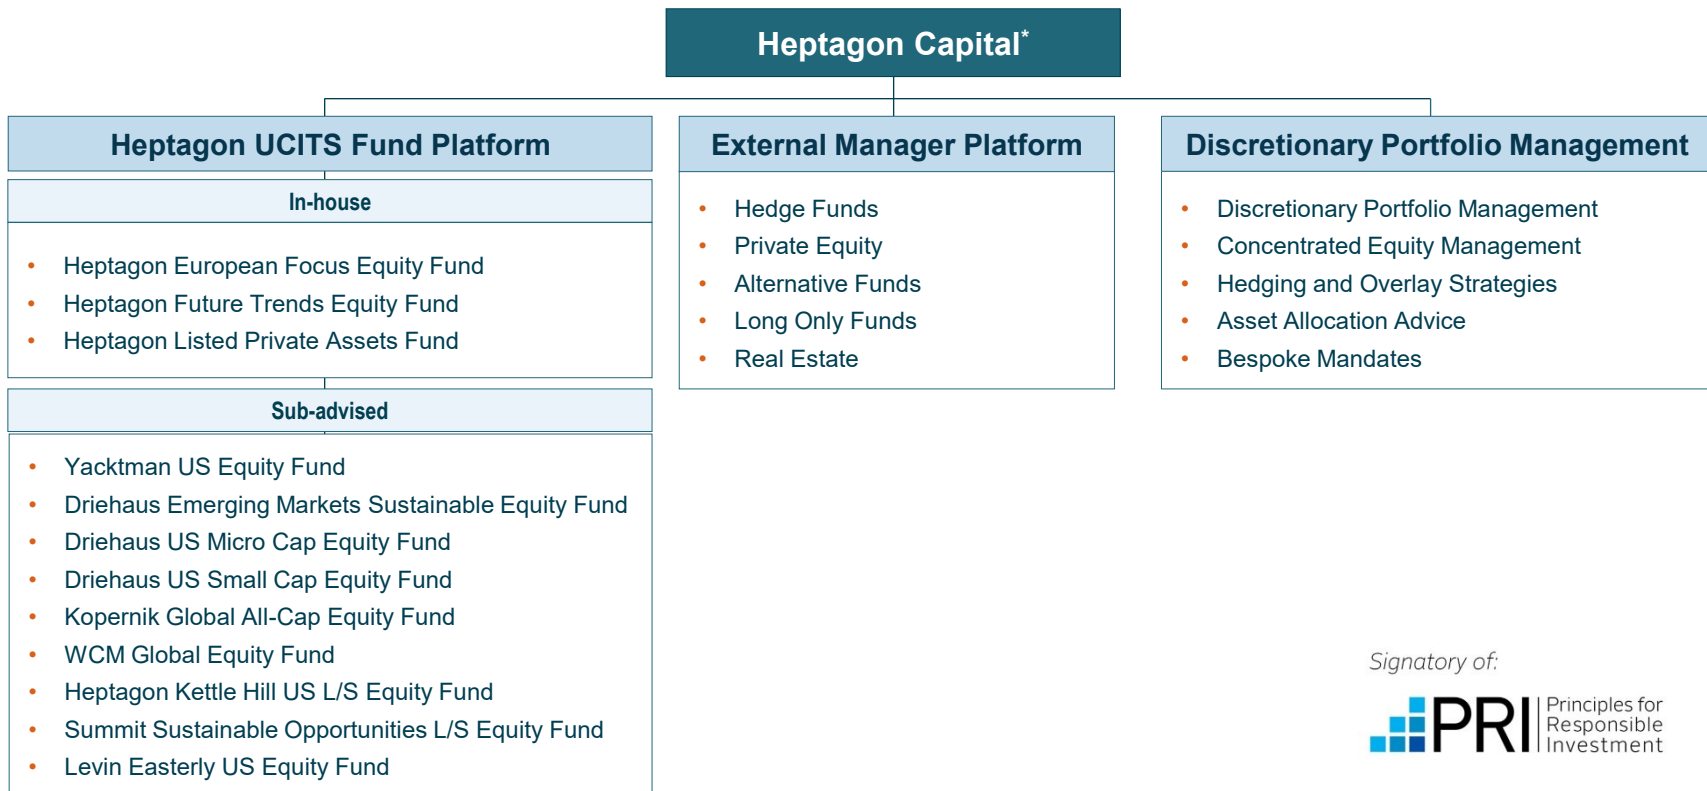 Heptagon Capital*
Heptagon UCITS Fund Platform
In-house
• Heptagon European Focus Equity Fund
• Heptagon Future Trends Equity Fund
• Heptagon Listed Private Assets Fund
Sub-advised
• Yacktman US Equity Fund
• Driehaus Emerging Markets Sustainable Equity Fund
• Driehaus US Micro Cap Equity Fund
• Driehaus US Small Cap Equity Fund
• Kopernik Global All-Cap Equity Fund
• WCM Global Equity Fund
• Heptagon Kettle Hill US L/S Equity Fund
• Summit Sustainable Opportunities L/S Equity Fund
• Levin Easterly US Equity Fund
External Manager Platform
• Hedge Funds
• Private Equity
• Alternative Funds
• Long Only Funds
• Real Estate
Discretionary Portfolio Management
• Discretionary Portfolio Management
• Concentrated Equity Management
• Hedging and Overlay Strategies
• Asset Allocation Advice
• Bespoke Mandates
Signatory of:
PRI
Principles for
Responsible
Investment